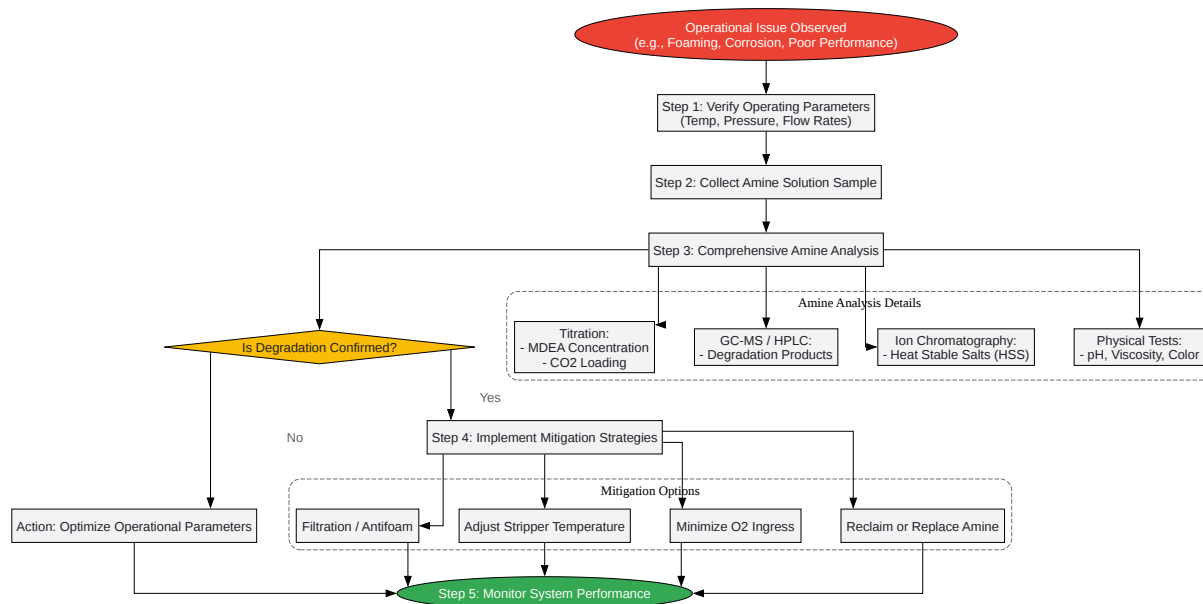 Operational Issue Observed
(e.g., Foaming, Corrosion, Poor Performance)
Step 1: Verify Operating Parameters
(Temp, Pressure, Flow Rates)
Step 2: Collect Amine Solution Sample
Step 3: Comprehensive Amine Analysis
Amine Analysis Details
Titration:
- MDEA Concentration
- CO2 Loading
GC-MS / HPLC:
- Degradation Products
Ion Chromatography:
- Heat Stable Salts (HSS)
Physical Tests:
- pH, Viscosity, Color
Is Degradation Confirmed?
Yes
No
Step 4: Implement Mitigation Strategies
Mitigation Options
Action: Optimize Operational Parameters
Filtration / Antifoam
Adjust Stripper Temperature
Minimize O2 Ingress
Reclaim or Replace Amine
Step 5: Monitor System Performance